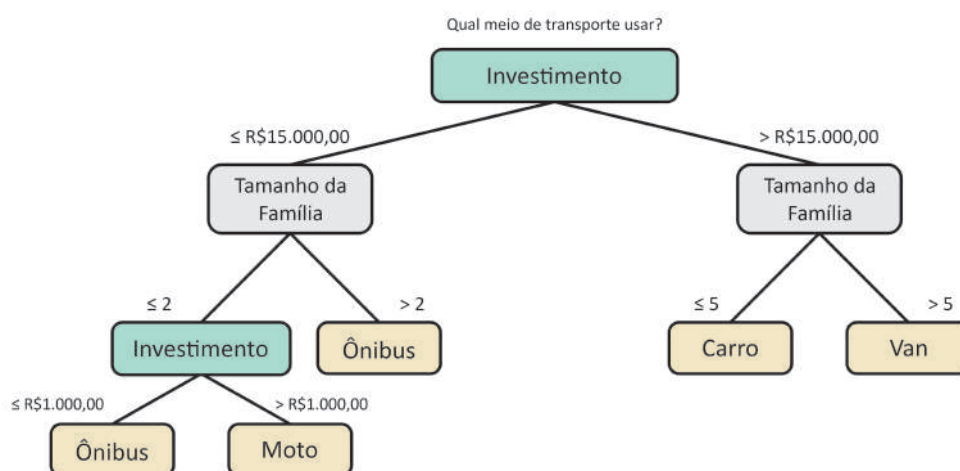 Qual meio de transporte usar?
Investimento
≤ R$15.000,00
> R$15.000,00
Tamanho da
Família
Tamanho da
Família
≤ 2
> 2
≤ 5
> 5
Investimento
Ônibus
Carro
Van
≤ R$1.000,00
> R$1.000,00
Ônibus
Moto